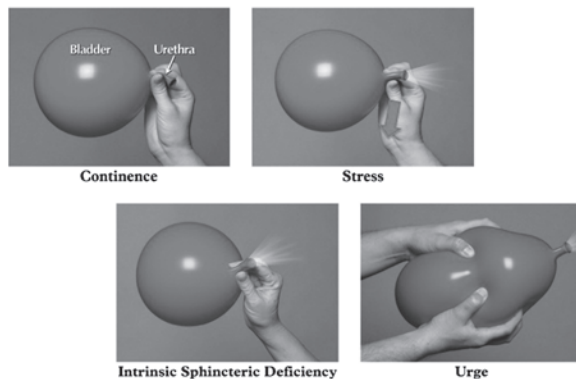 Bladder
Urethra
Continence
Stress
Intrinsic Sphincteric Deficiency
Urge